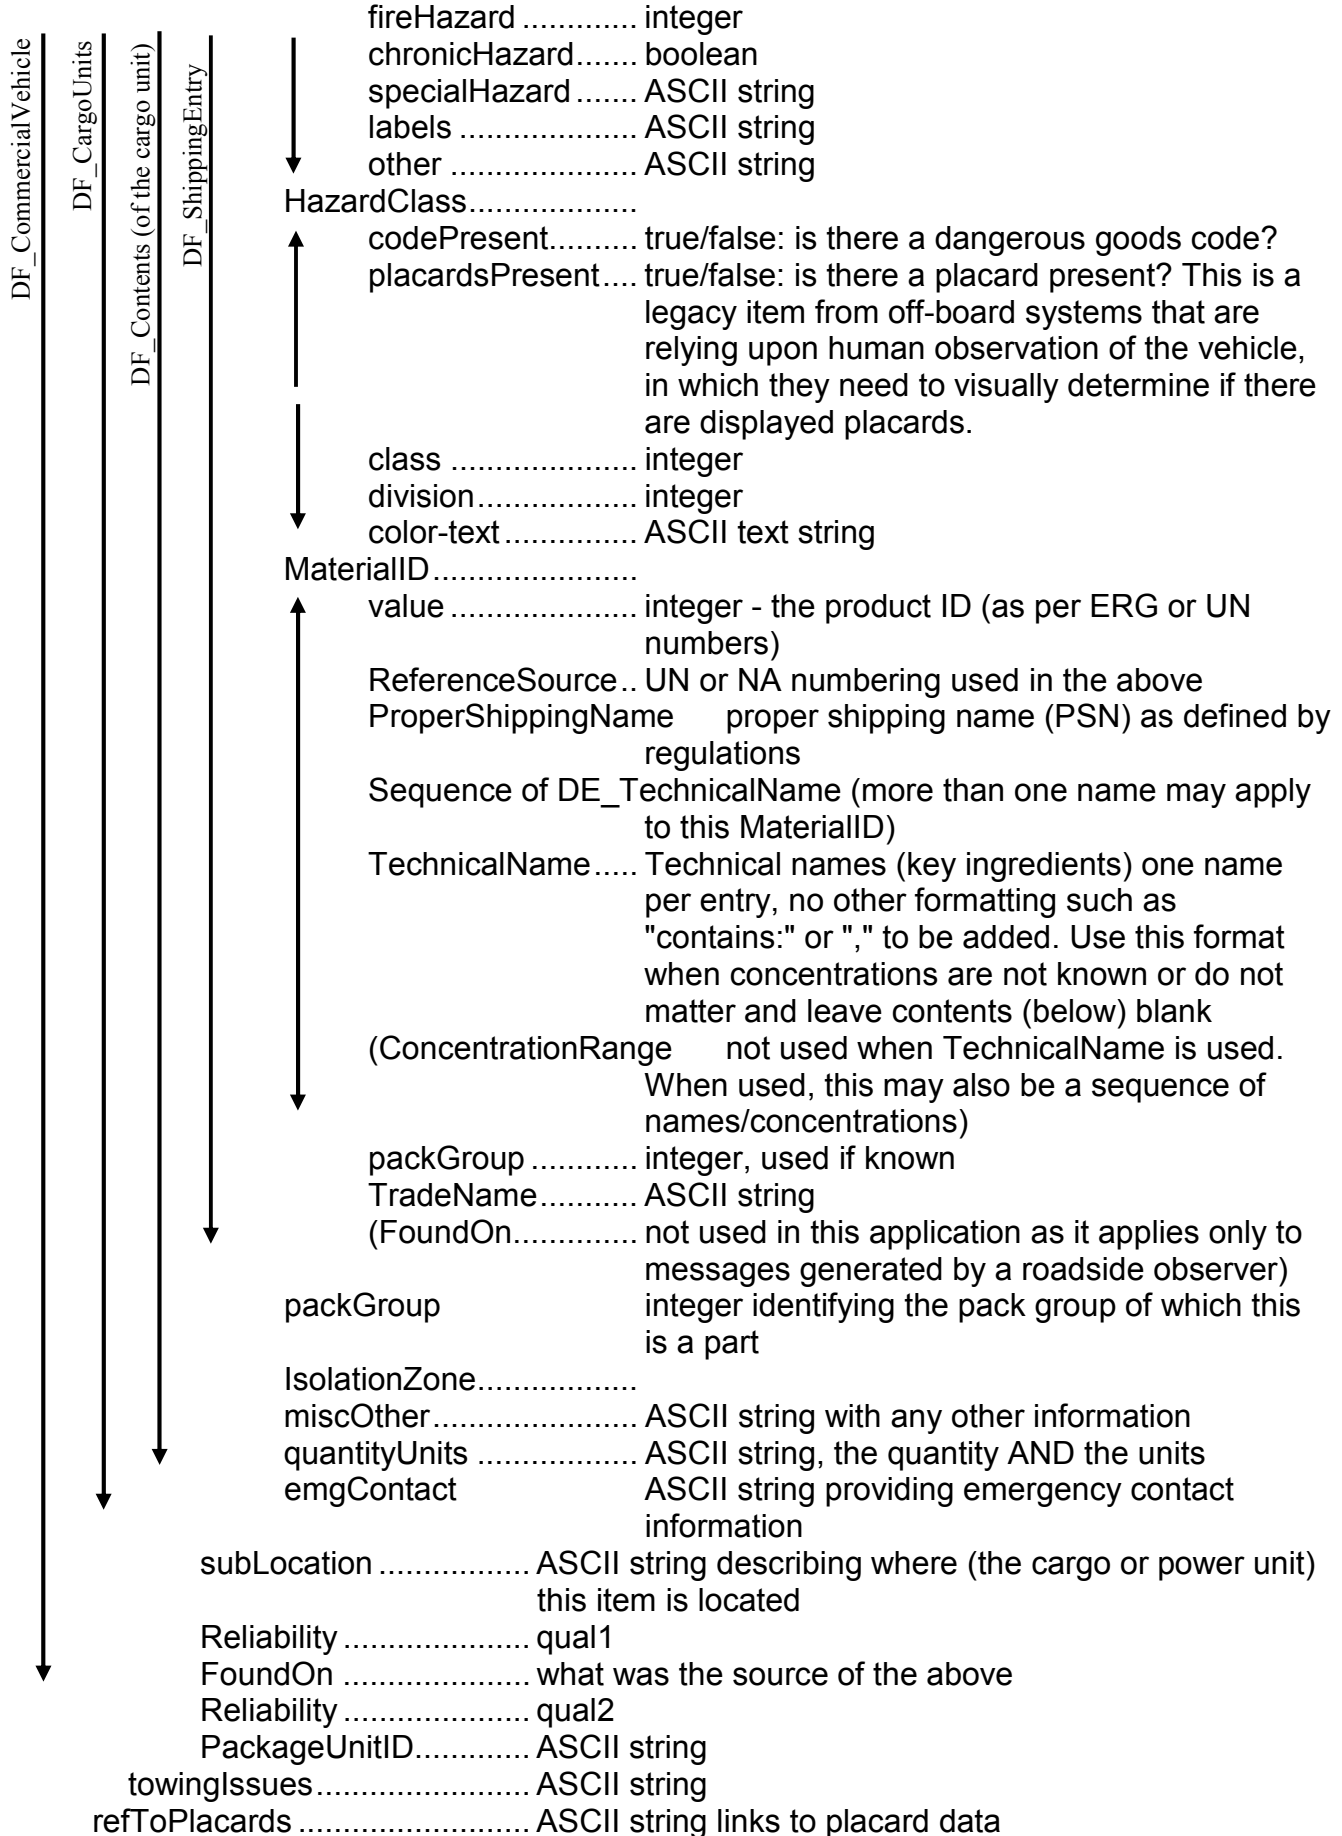 DF_CommercialVehicle
DF_CargoUnits
DF_Contents (of the cargo unit)
DF_ShippingEntry
fireHazard ............. integer
chronicHazard....... boolean
specialHazard ....... ASCII string
labels .................... ASCII string
other ..................... ASCII string
HazardClass...................
codePresent.......... true/false: is there a dangerous goods code?
placardsPresent.... true/false: is there a placard present? This is a
legacy item from off-board systems that are
relying upon human observation of the vehicle,
in which they need to visually determine if there
are displayed placards.
class ..................... integer
division.................. integer
color-text............... ASCII text string
MaterialID.......................
value ..................... integer - the product ID (as per ERG or UN
numbers)
ReferenceSource.. UN or NA numbering used in the above
ProperShippingName proper shipping name (PSN) as defined by
regulations
Sequence of DE_TechnicalName (more than one name may apply
to this MaterialID)
TechnicalName..... Technical names (key ingredients) one name
per entry, no other formatting such as
"contains:" or "," to be added. Use this format
when concentrations are not known or do not
matter and leave contents (below) blank
(ConcentrationRange not used when TechnicalName is used.
When used, this may also be a sequence of
names/concentrations)
packGroup ............ integer, used if known
TradeName........... ASCII string
(FoundOn.............. not used in this application as it applies only to
messages generated by a roadside observer)
packGroup integer identifying the pack group of which this
is a part
IsolationZone..................
miscOther....................... ASCII string with any other information
quantityUnits .................. ASCII string, the quantity AND the units
emgContact ASCII string providing emergency contact
information
subLocation ................. ASCII string describing where (the cargo or power unit)
this item is located
Reliability ..................... qual1
FoundOn ..................... what was the source of the above
Reliability ..................... qual2
PackageUnitID............. ASCII string
towingIssues........................ ASCII string
refToPlacards .......................... ASCII string links to placard data